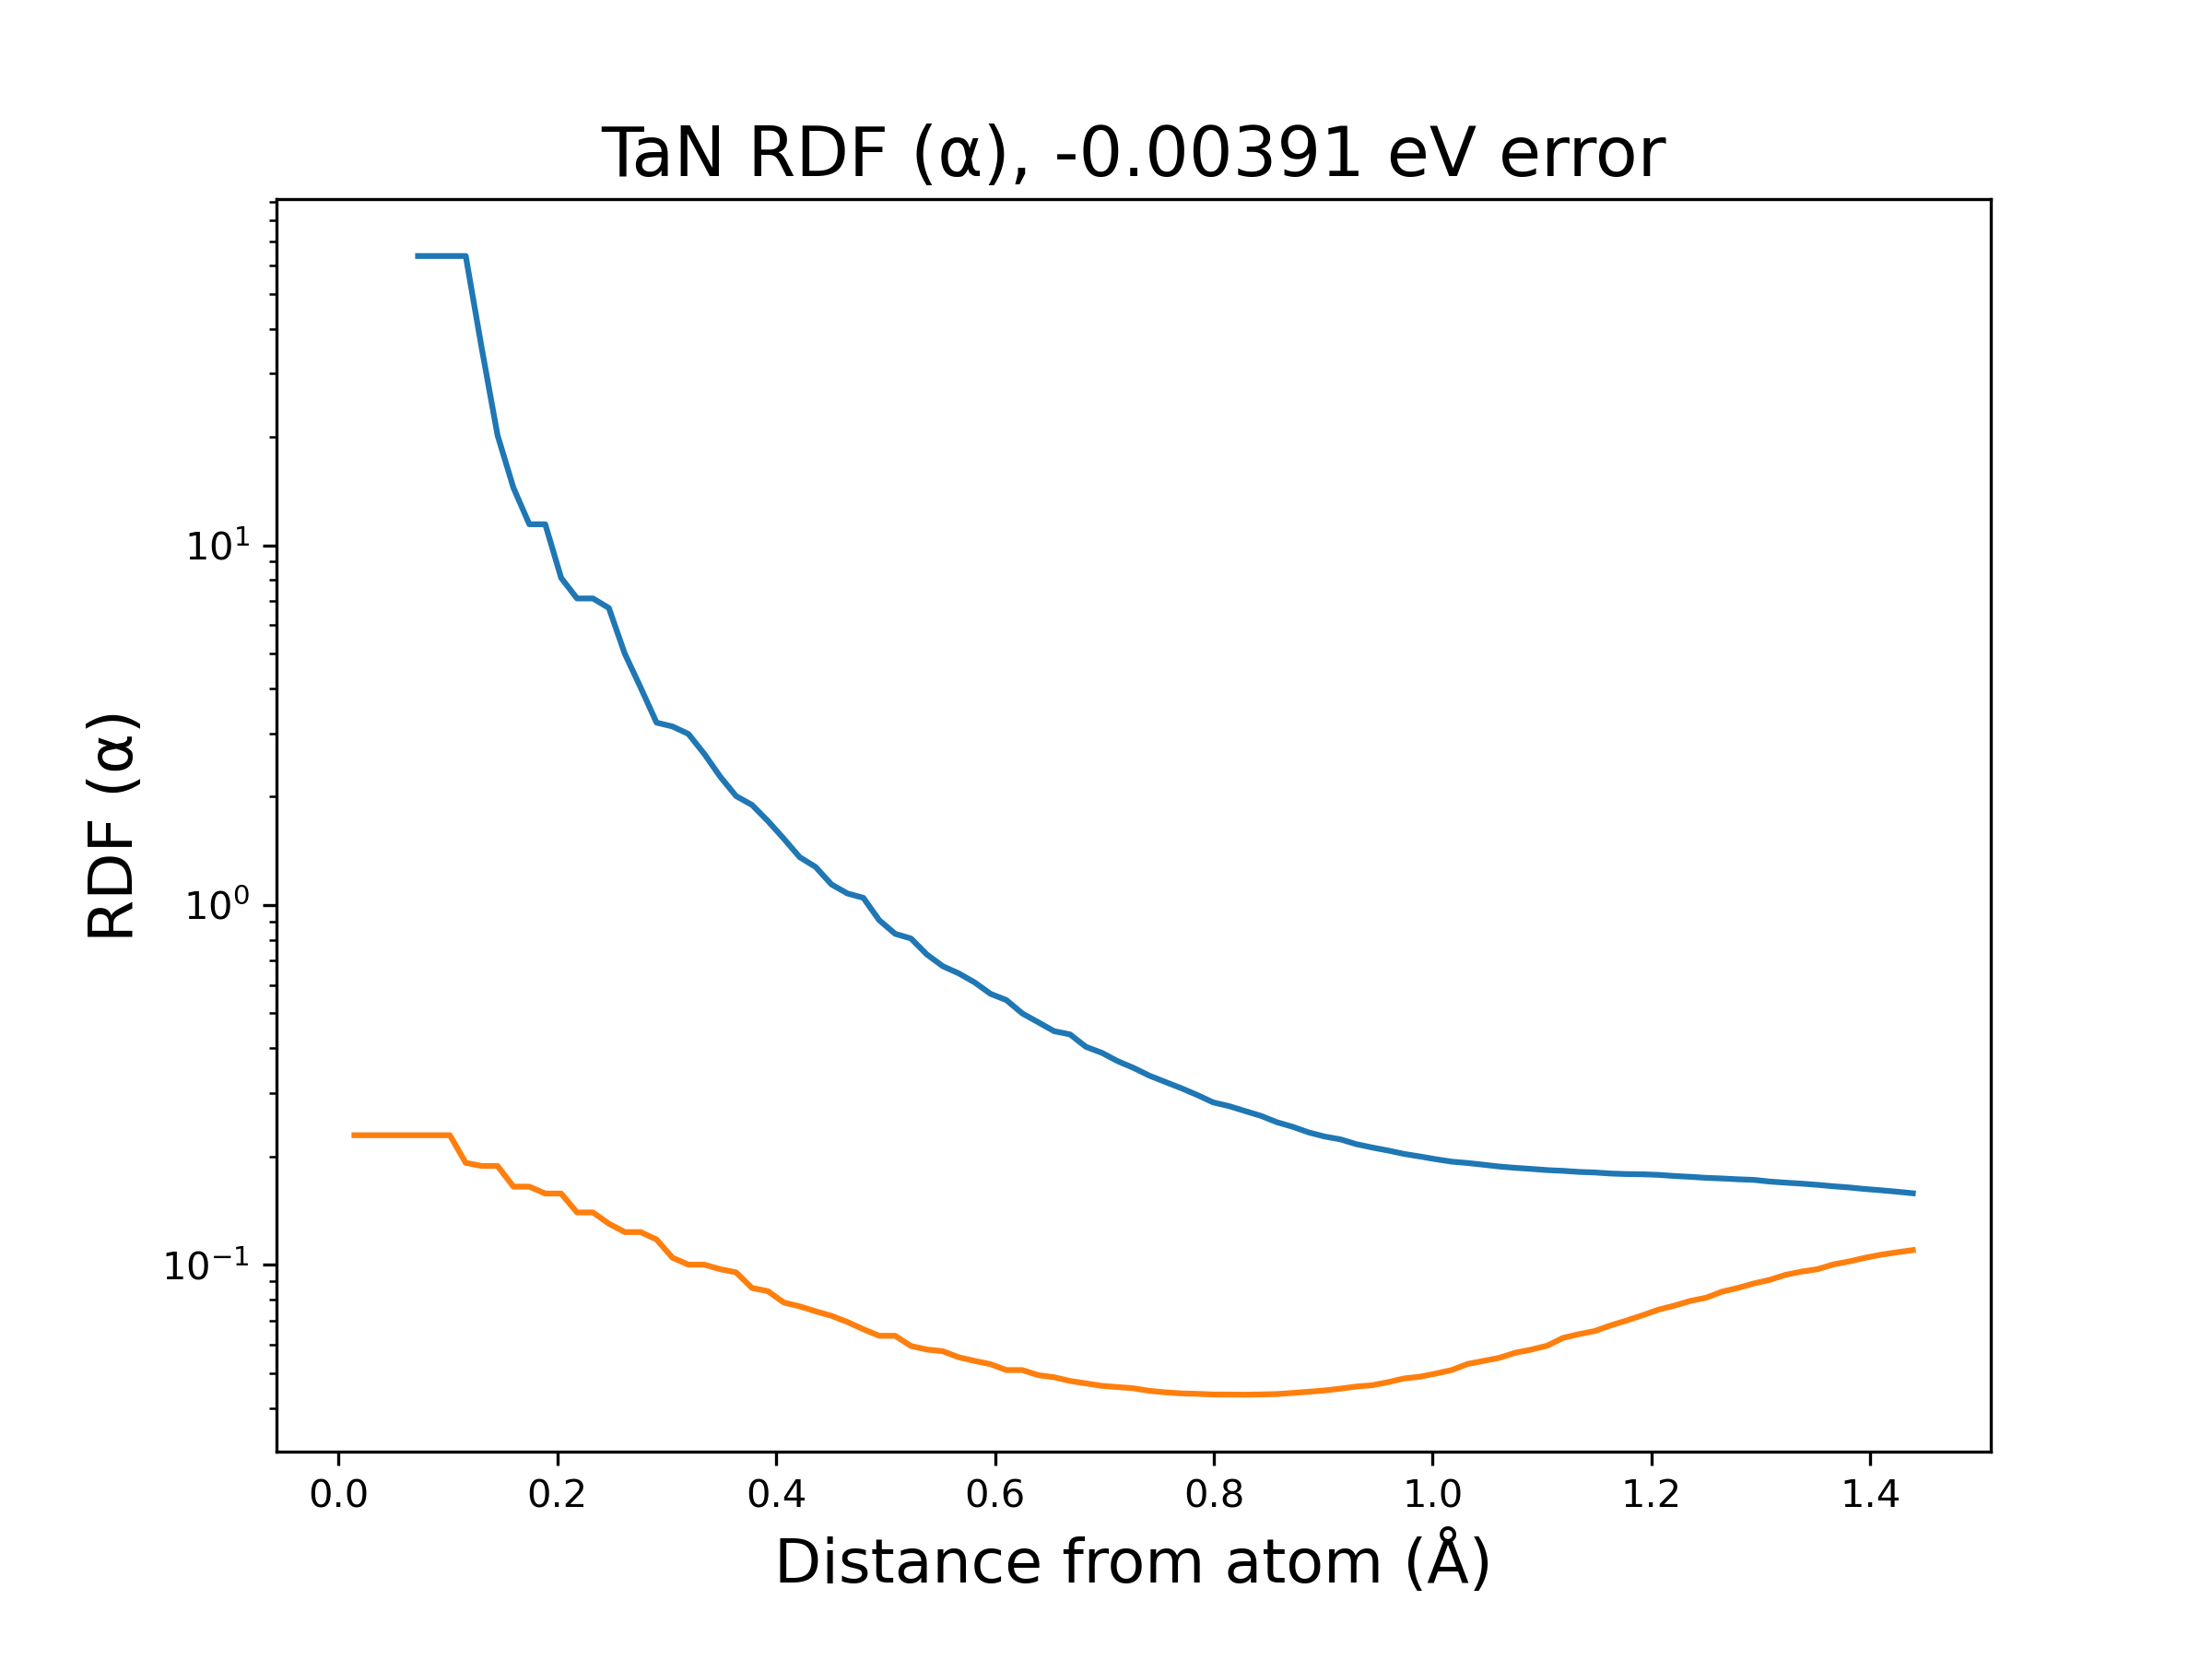 TaN RDF (α), -0.00391 eV error
RDF (α)
10¹
10⁰
10⁻¹
0.0 0.2 0.4 0.6 0.8 1.0 1.2 1.4
Distance from atom (Å)